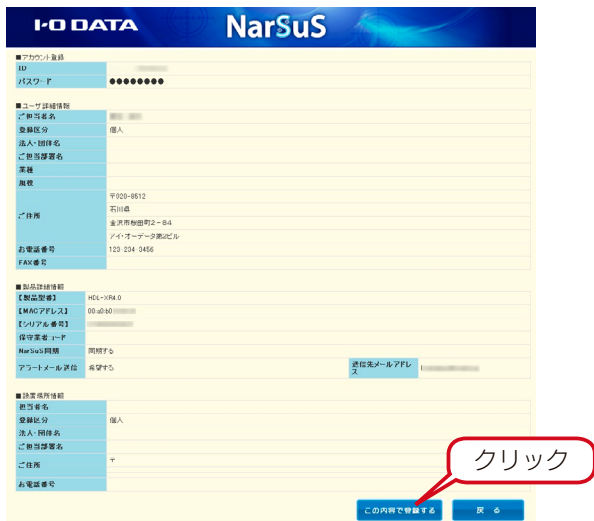 I-O DATA
NarSuS
■アカウント登録
ID
パスワード ●●●●●●●●
■ユーザ詳細情報
ご担当者名
登録区分 個人
法人・団体名
ご担当部署名
業種
規模
〒020-8512
石川県
ご住所
金沢市桜田町2-84
アイ・オー・データ第2ビル
お電話番号 123-234-3456
FAX番号
■製品詳細情報
【製品型番】 HDL-XR4.0
【MACアドレス】 00:a0:b0
【シリアル番号】
保守業者コード
NarSuS同期 同期する
アラートメール送信 希望する 送信先メールアドレ
ス
■設置場所情報
担当者名
登録区分 個人
法人・団体名
ご担当部署名
ご住所 〒
お電話番号
クリック
この内容で登録する 戻る